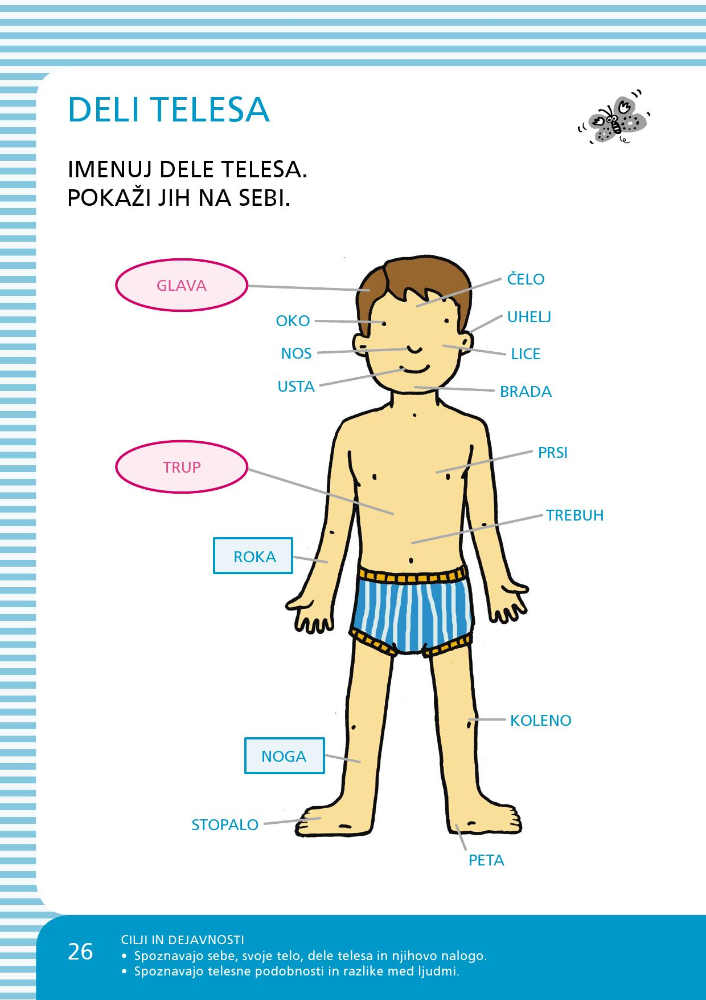 DELI TELESA
IMENUJ DELE TELESA.
POKAŽI JIH NA SEBI.
GLAVA
ČELO
OKO
UHELJ
NOS
LICE
USTA
BRADA
TRUP
PRSI
TREBUH
ROKA
KOLENO
NOGA
STOPALO
PETA
26
CILJI IN DEJAVNOSTI
• Spoznavajo sebe, svoje telo, dele telesa in njihovo nalogo.
• Spoznavajo telesne podobnosti in razlike med ljudmi.